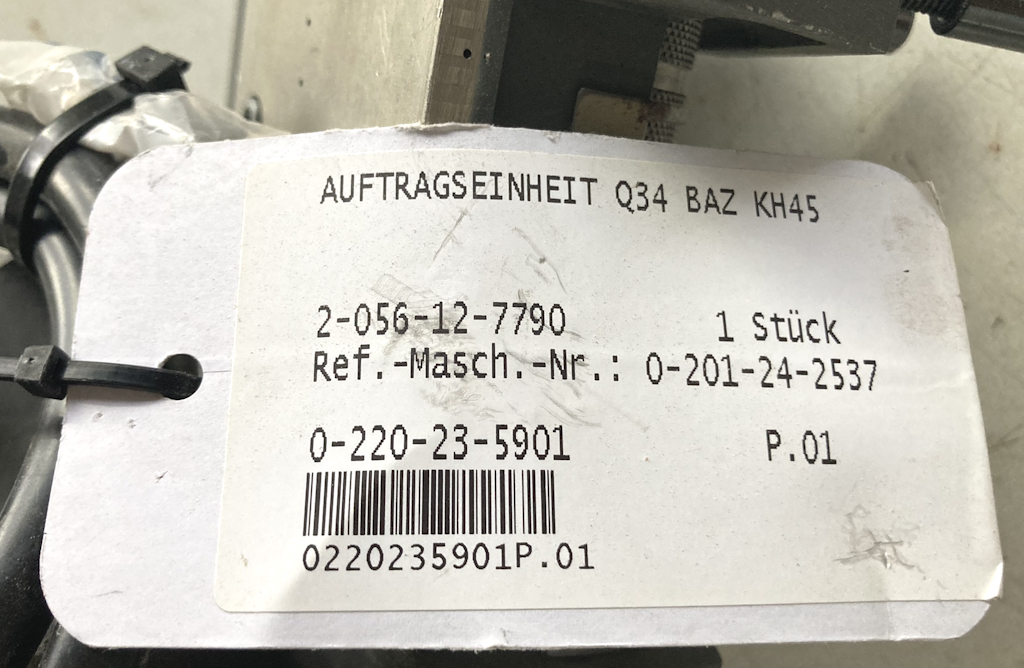 AUFTRAGSEINHEIT Q34 BAZ KH45
2-056-12-7790 1 Stück
Ref.-Masch.-Nr.: 0-201-24-2537
0-220-23-5901 P.01
0220235901P.01